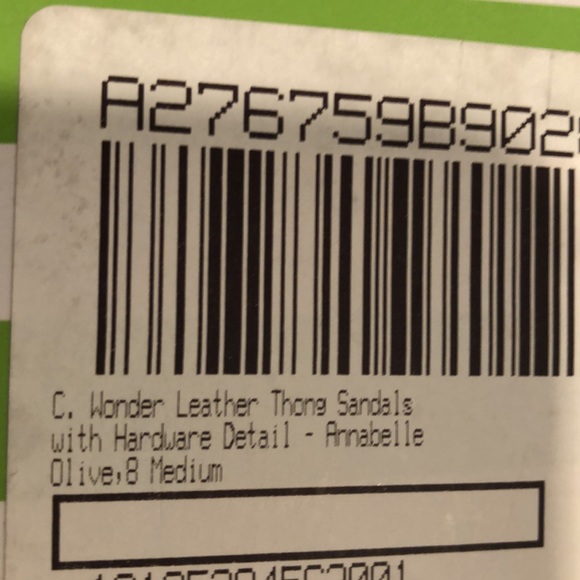 A276759B902
C. Wonder Leather Thong Sandals
with Hardware Detail - Annabelle
Olive,8 Medium